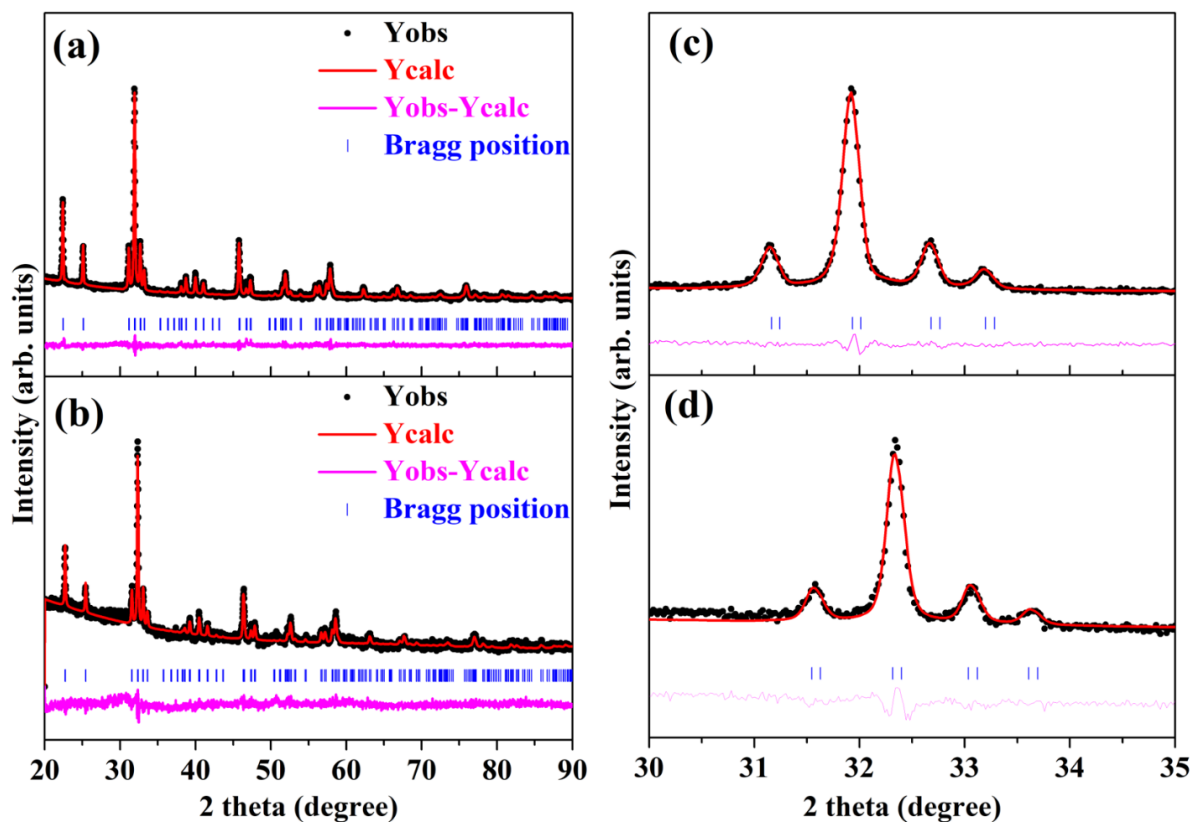 (a)
Yobs
Ycalc
Yobs-Ycalc
Bragg position
(b)
Yobs
Ycalc
Yobs-Ycalc
Bragg position
Intensity (arb. units)
20 30 40 50 60 70 80 90
2 theta (degree)
(c)
(d)
Intensity (arb. units)
30 31 32 33 34 35
2 theta (degree)